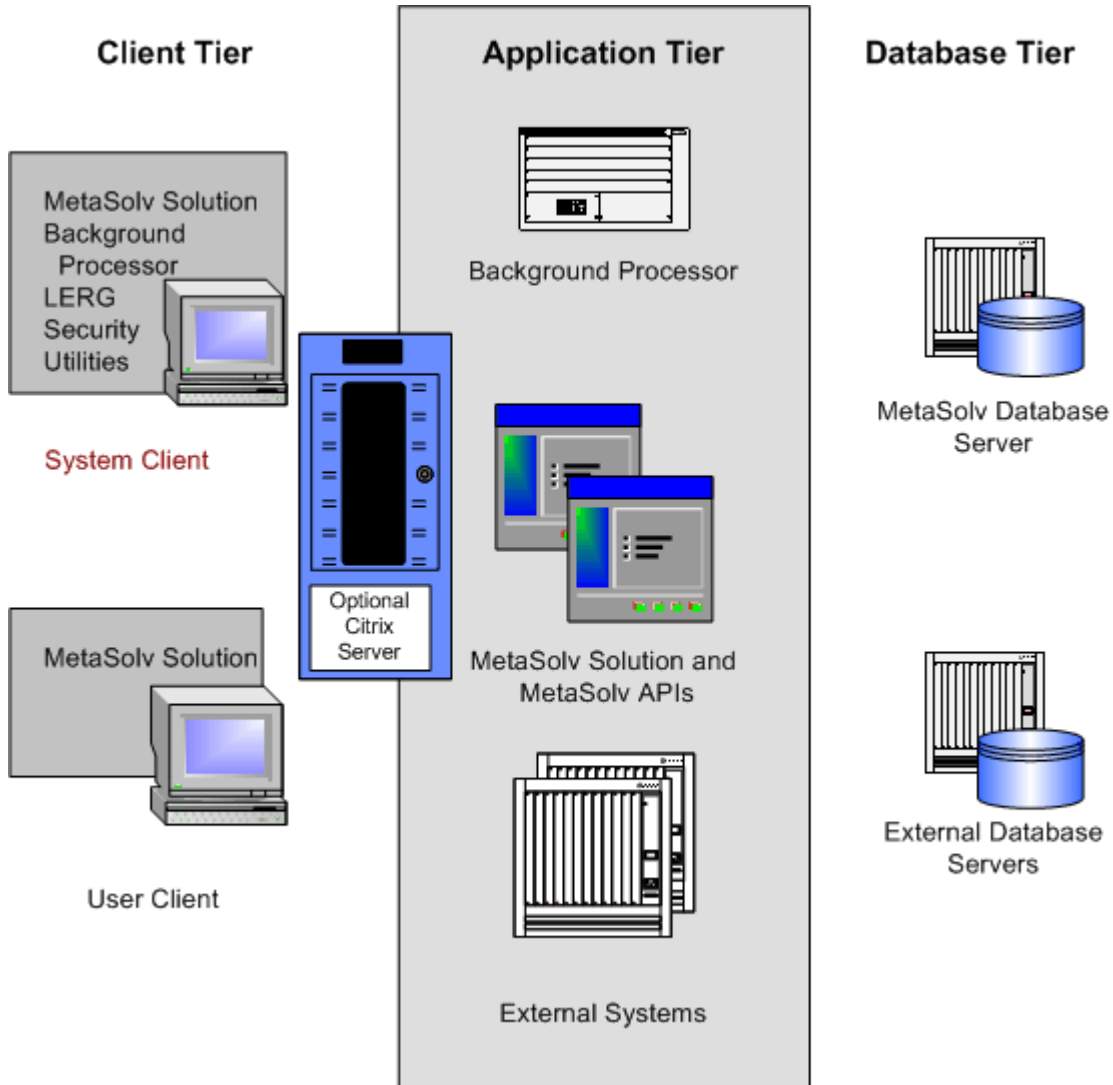 Client Tier
Application Tier
Database Tier
MetaSolv Solution
Background
Processor
LERG
Security
Utilities
System Client
Background Processor
MetaSolv Database
Server
Optional
Citrix
Server
MetaSolv Solution
MetaSolv Solution and
MetaSolv APIs
User Client
External Database
Servers
External Systems